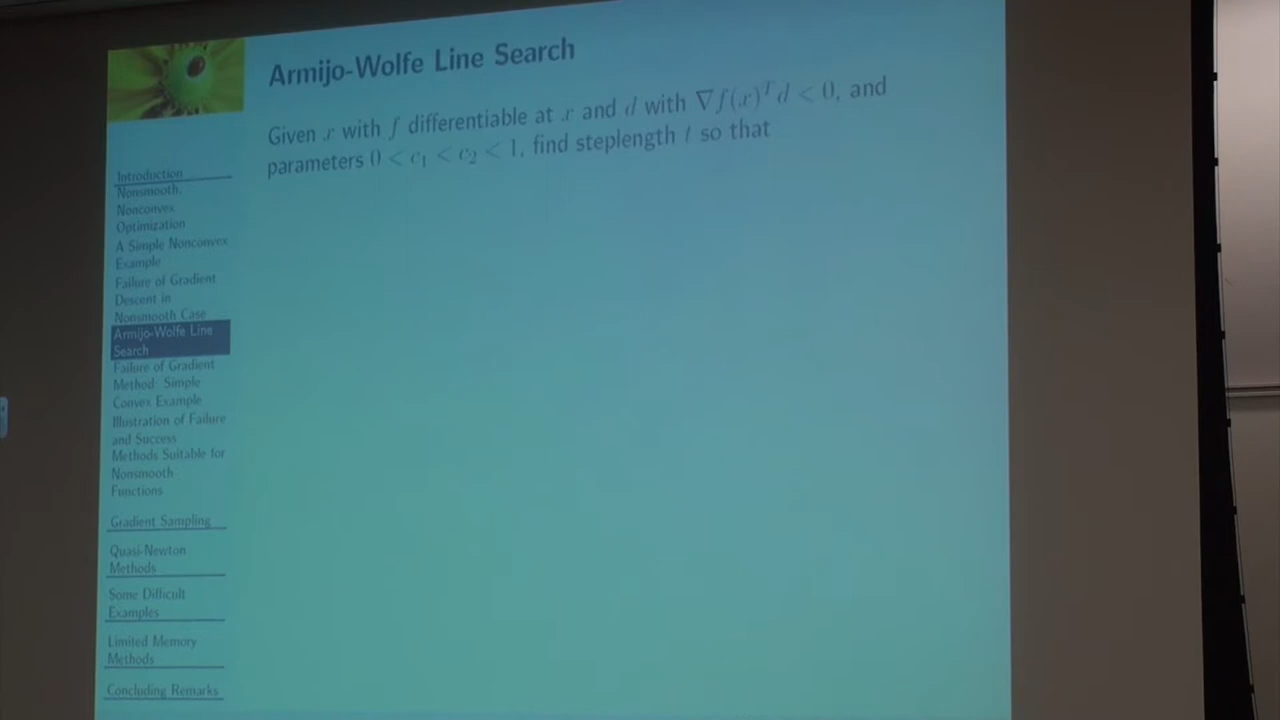 Armijo-Wolfe Line Search
Given x with f differentiable at x and d with ∇f(x)ᵀd < 0, and
parameters 0 < c₁ < c₂ < 1, find steplength t so that
Introduction
Nonsmooth,
Nonconvex
Optimization
A Simple Nonconvex
Example
Failure of Gradient
Descent in
Nonsmooth Case
Armijo-Wolfe Line
Search
Failure of Gradient
Method: Simple
Convex Example
Illustration of Failure
and Success
Methods Suitable for
Nonsmooth
Functions
Gradient Sampling
Quasi-Newton
Methods
Some Difficult
Examples
Limited Memory
Methods
Concluding Remarks